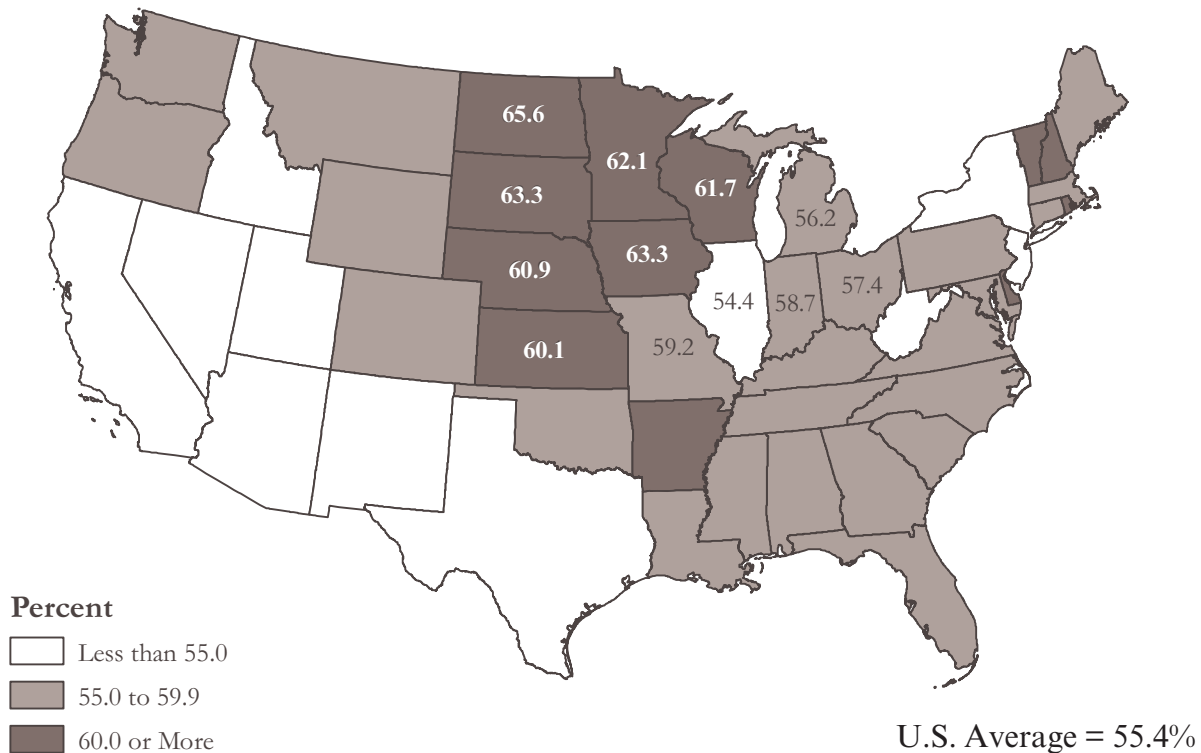 65.6
62.1
61.7
63.3
56.2
63.3
60.9
57.4
54.4
58.7
60.1
59.2
Percent
Less than 55.0
55.0 to 59.9
60.0 or More
U.S. Average = 55.4%